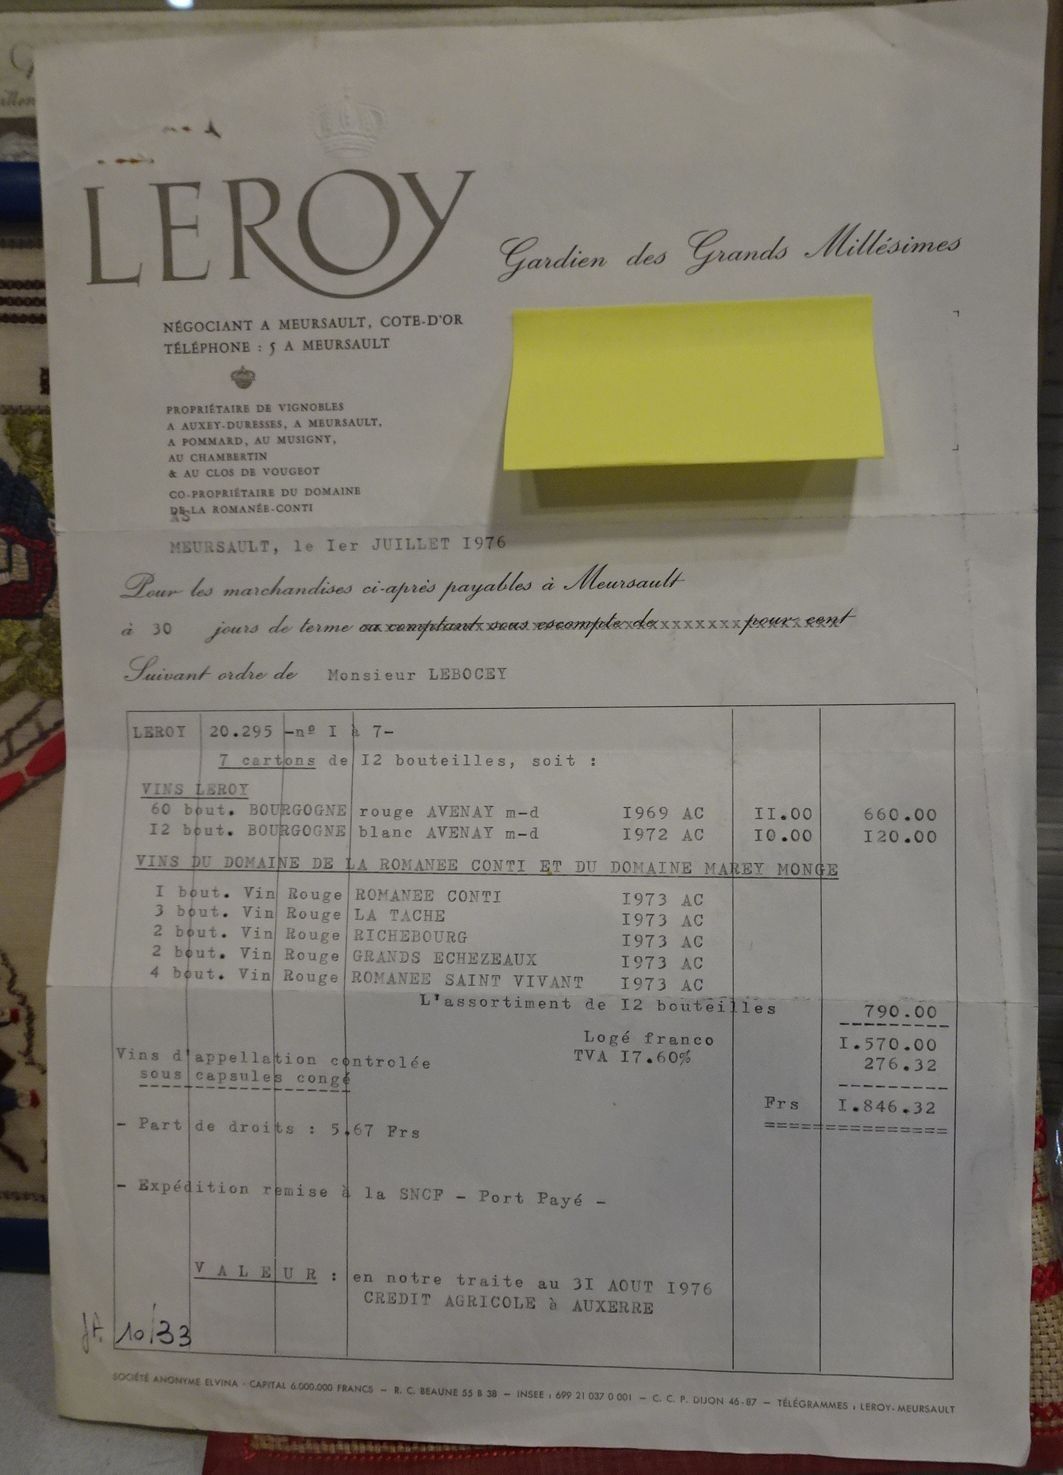 LEROY
Gardien des Grands Millésimes
NÉGOCIANT A MEURSAULT, COTE-D'OR
TÉLÉPHONE : 5 A MEURSAULT
PROPRIÉTAIRE DE VIGNOBLES
A AUXEY-DURESSES, A MEURSAULT,
A POMMARD, AU MUSIGNY,
AU CHAMBERTIN
& AU CLOS DE VOUGEOT
CO-PROPRIÉTAIRE DU DOMAINE
DE LA ROMANÉE-CONTI
AS
MEURSAULT, le Ier JUILLET I976
Pour les marchandises ci-après payables à Meursault
à 30 jours de terme ou comptant sous escompte de xxxxxxxxx pour cent
Suivant ordre de Monsieur LEBOCEY
LEROY 20.295 -nº I à 7-
7 cartons de I2 bouteilles, soit :
VINS LEROY
60 bout. BOURGOGNE rouge AVENAY m-d I969 AC II.00 660.00
I2 bout. BOURGOGNE blanc AVENAY m-d I972 AC I0.00 I20.00
VINS DU DOMAINE DE LA ROMANEE CONTI ET DU DOMAINE MAREY MONGE
I bout. Vin Rouge ROMANEE CONTI I973 AC
3 bout. Vin Rouge LA TACHE I973 AC
2 bout. Vin Rouge RICHEBOURG I973 AC
2 bout. Vin Rouge GRANDS ECHEZEAUX I973 AC
4 bout. Vin Rouge ROMANEE SAINT VIVANT I973 AC
L'assortiment de I2 bouteilles 790.00
Logé franco I.570.00
Vins d'appellation controlée TVA I7.60% 276.32
sous capsules congé
Frs I.846.32
- Part de droits : 5.67 Frs
- Expédition remise à la SNCF - Port Payé -
VALEUR : en notre traite au 3I AOUT I976
CREDIT AGRICOLE à AUXERRE
10/33
SOCIÉTÉ ANONYME ELVINA - CAPITAL 6.000.000 FRANCS — R. C. BEAUNE 55 B 38 — INSEE : 699 21 037 0 001 — C. C. P. DIJON 46-87 — TÉLÉGRAMMES : LEROY-MEURSAULT